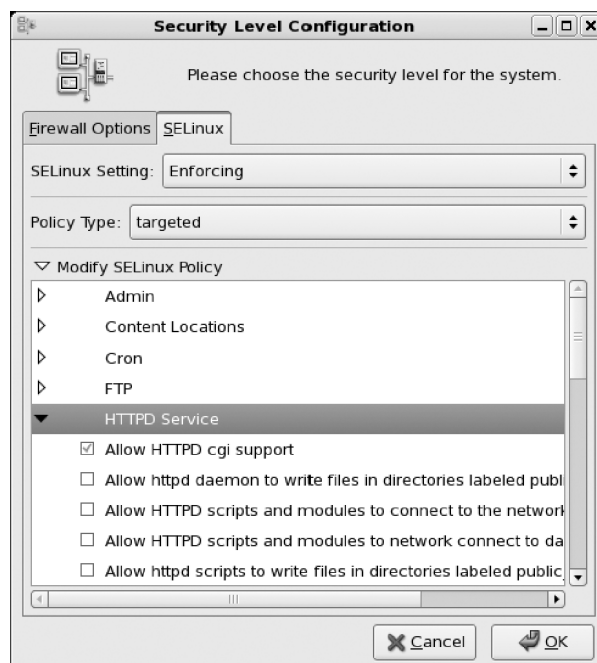 Security Level Configuration
Please choose the security level for the system.
Firewall Options SELinux
SELinux Setting: Enforcing
Policy Type: targeted
Modify SELinux Policy
Admin
Content Locations
Cron
FTP
HTTPD Service
Allow HTTPD cgi support
Allow httpd daemon to write files in directories labeled publ
Allow HTTPD scripts and modules to connect to the network
Allow HTTPD scripts and modules to network connect to da
Allow httpd scripts to write files in directories labeled public
Cancel OK